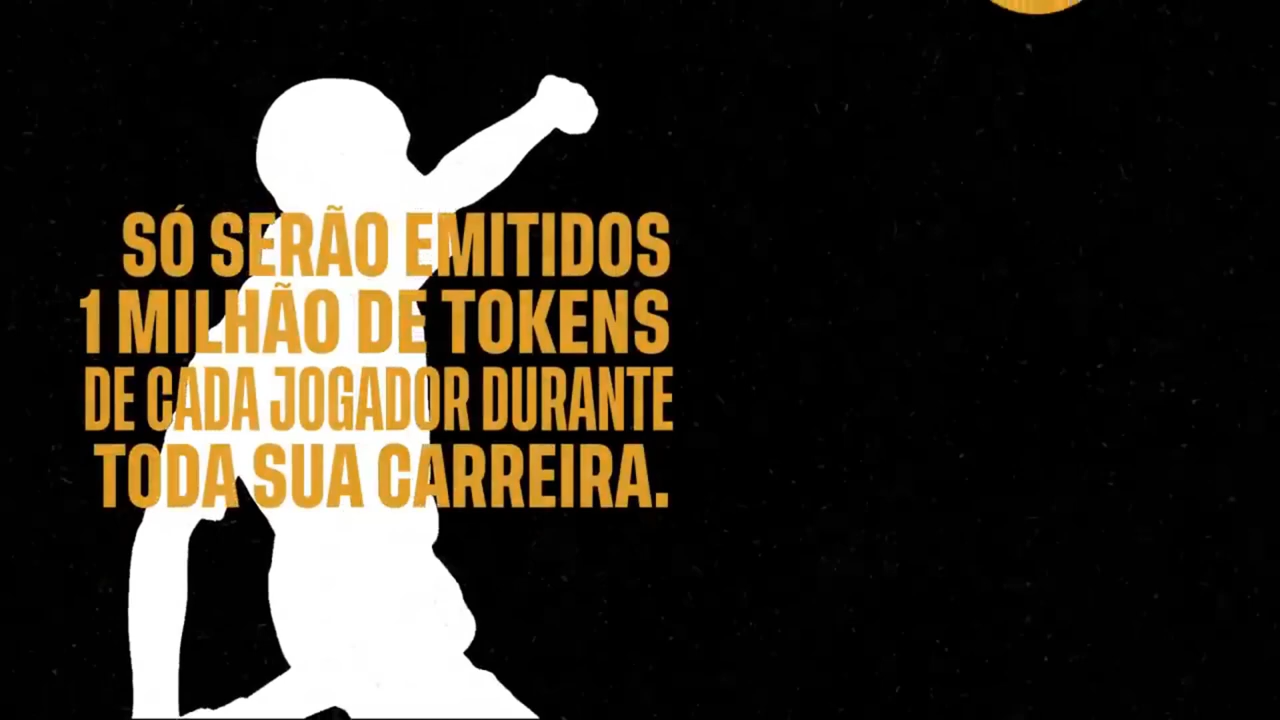 SÓ SERÃO EMITIDOS
1 MILHÃO DE TOKENS
DE CADA JOGADOR DURANTE
TODA SUA CARREIRA.